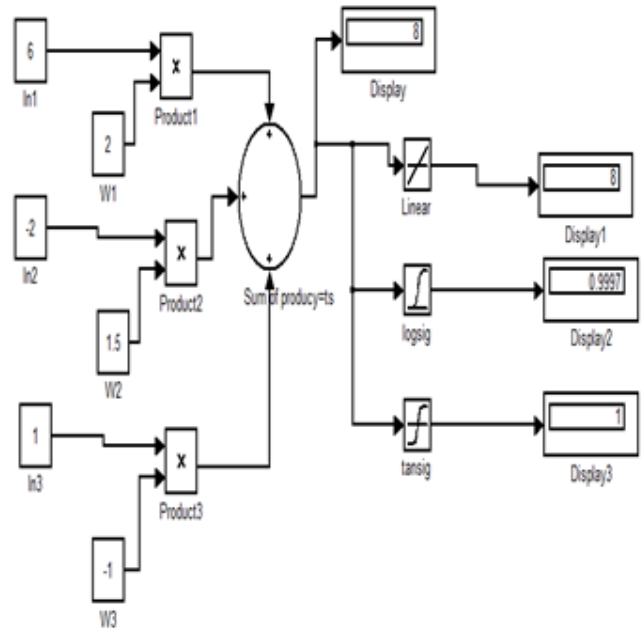 6
In1
x
Product1
2
W1
8
Display
-2
In2
x
Product2
1.5
W2
+
+
+
Sum of producy=ts
Linear
8
Display1
logsig
0.9997
Display2
1
In3
x
Product3
-1
W3
tansig
1
Display3